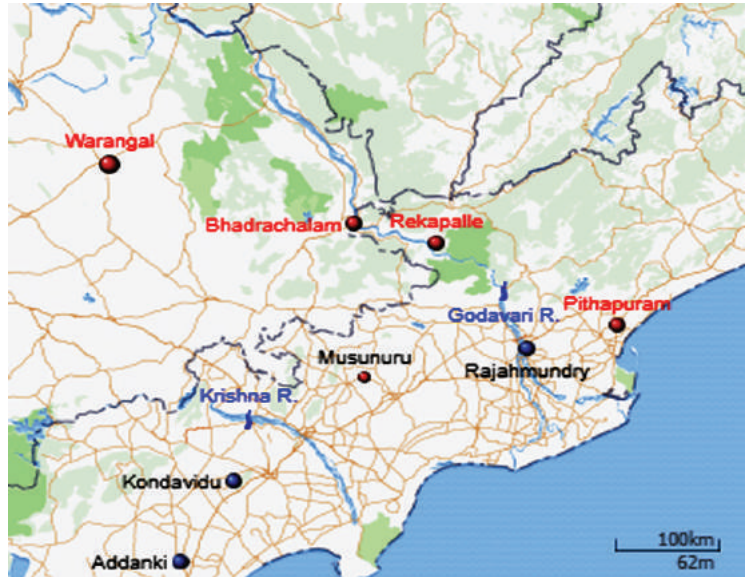 Warangal
Bhadrachalam
Rekapalle
Godavari R.
Pithapuram
Musunuru
Rajahmundry
Krishna R.
Kondavidu
Addanki
100km
62m